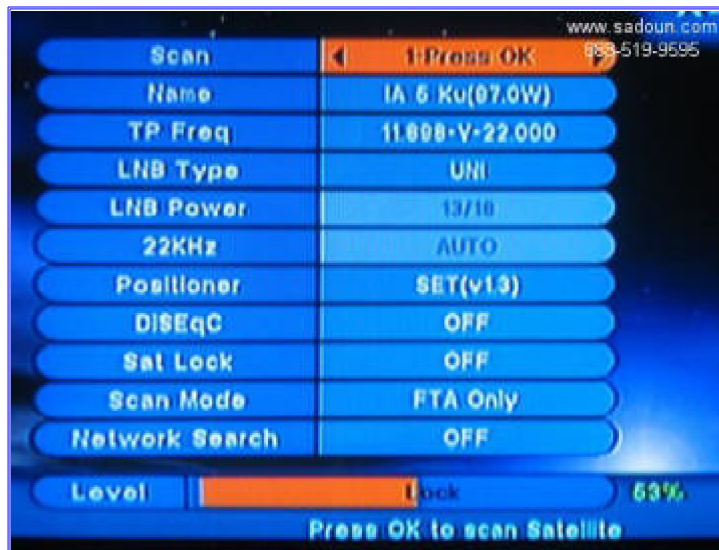 www.sadoun.com
Scan 1:Press OK -519-9595
Name IA 5 Ku(97.0W)
TP Freq 11.898-V-22.000
LNB Type UNI
LNB Power 13/18
22KHz AUTO
Positioner SET(v1.3)
DISEqC OFF
Sat Lock OFF
Scan Mode FTA Only
Network Search OFF
Level Lock 53%
Press OK to scan Satellite